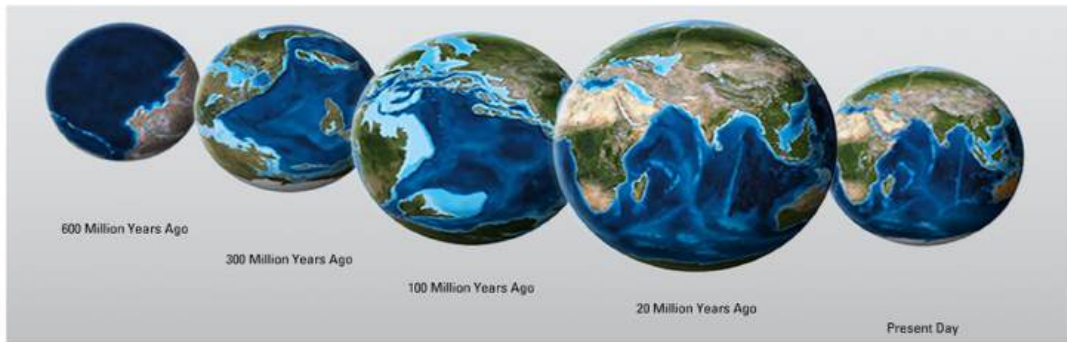 600 Million Years Ago
300 Million Years Ago
100 Million Years Ago
20 Million Years Ago
Present Day